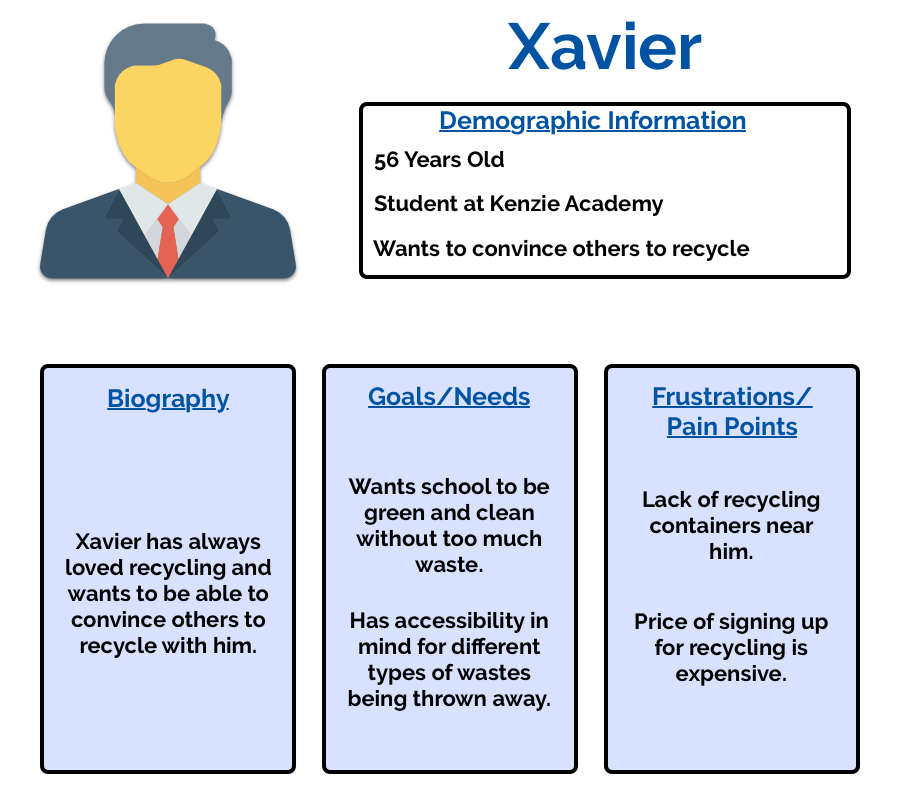 Xavier
Demographic Information
56 Years Old
Student at Kenzie Academy
Wants to convince others to recycle
Biography
Xavier has always
loved recycling and
wants to be able to
convince others to
recycle with him.
Goals/Needs
Wants school to be
green and clean
without too much
waste.
Has accessibility in
mind for different
types of wastes
being thrown away.
Frustrations/
Pain Points
Lack of recycling
containers near
him.
Price of signing up
for recycling is
expensive.